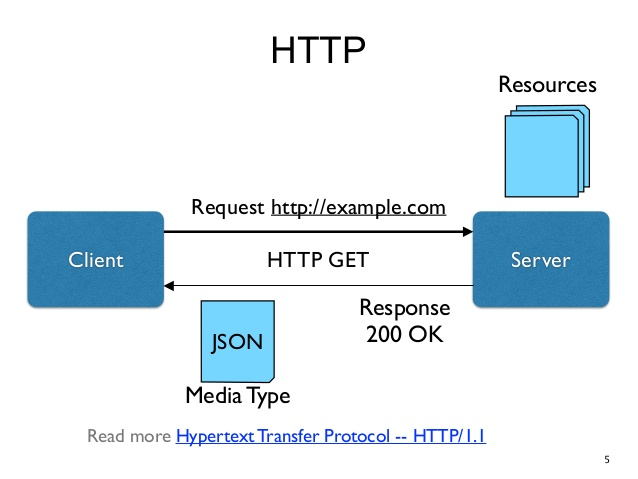 HTTP
Resources
Request http://example.com
Client
HTTP GET
Server
Response
200 OK
JSON
Media Type
Read more Hypertext Transfer Protocol -- HTTP/1.1
5